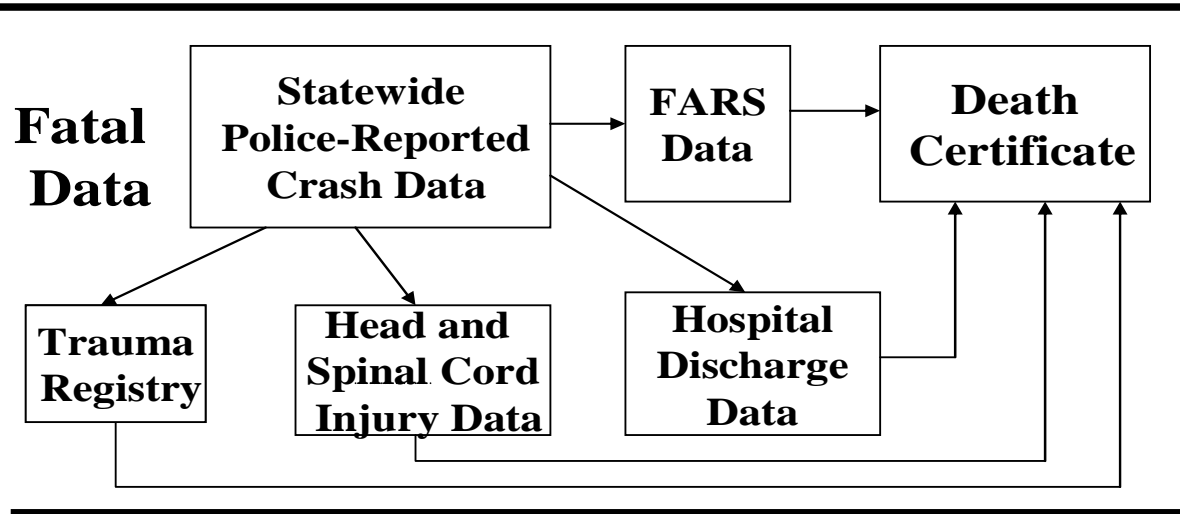 Fatal
Data
Statewide
Police-Reported
Crash Data
FARS
Data
Death
Certificate
Trauma
Registry
Head and
Spinal Cord
Injury Data
Hospital
Discharge
Data